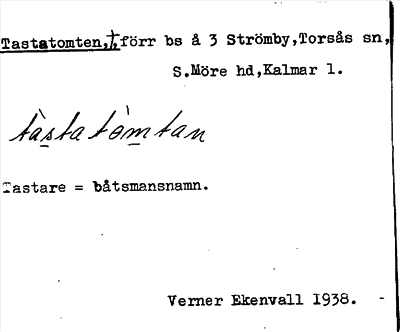 Tastatomten,†,förr bs å 3 Strömby,Torsås sn,
S.Möre hd,Kalmar l.
tàstatòmtan
Tastare = båtsmansnamn.
Verner Ekenvall 1938. -